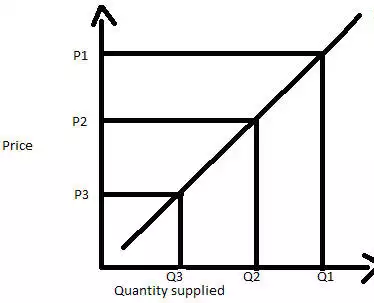 P1
P2
Price
P3
Q3 Q2 Q1
Quantity supplied